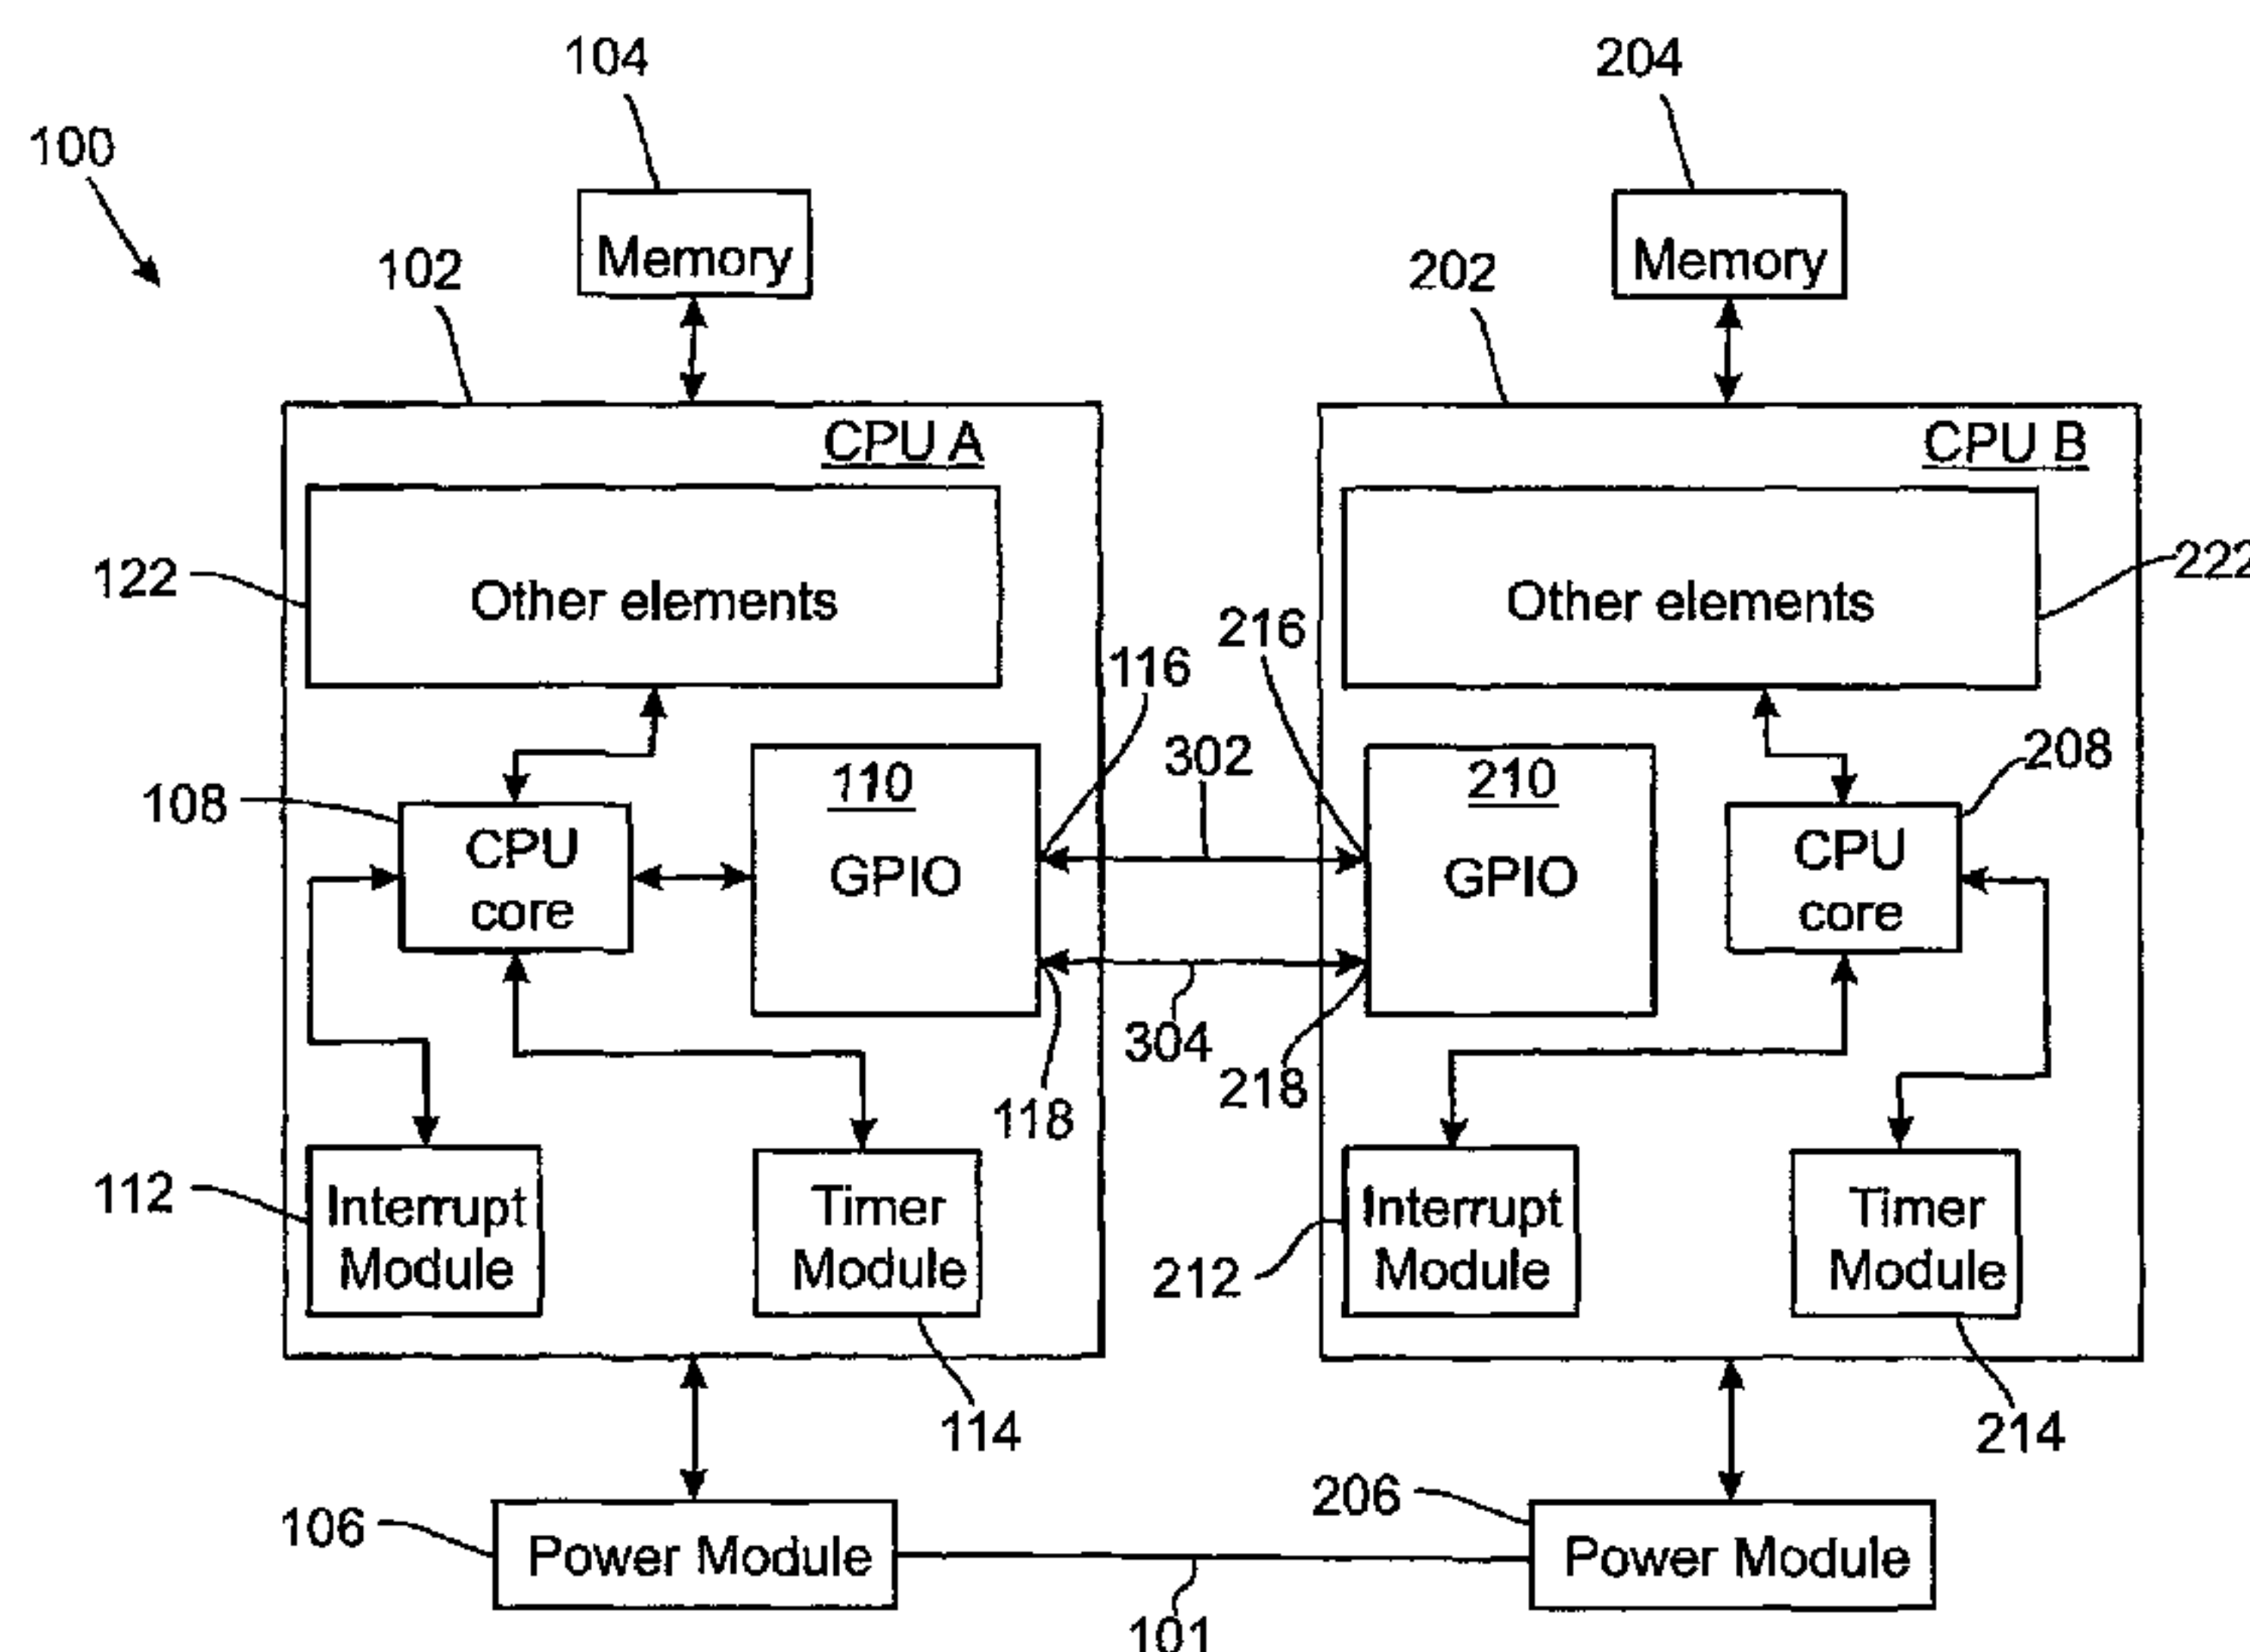 104
204
100
Memory
Memory
102
202
CPU A
CPU B
122
Other elements
Other elements
222
116
216
302
108
CPU
core
110
GPIO
210
GPIO
CPU
core
208
304
118
218
112
Interrupt
Module
Timer
Module
212
Interrupt
Module
Timer
Module
114
214
106
Power Module
206
Power Module
101